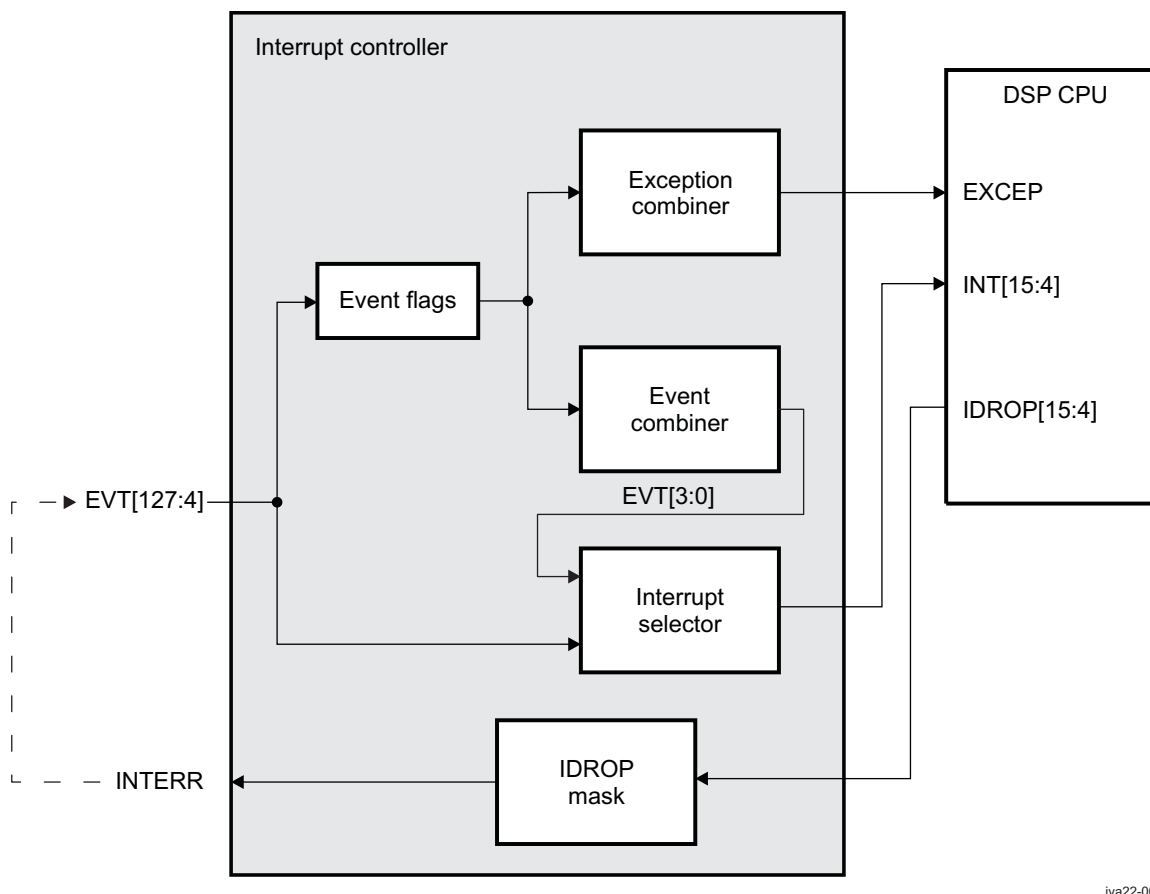 Interrupt controller
DSP CPU
Exception
combiner
EXCEP
Event flags
INT[15:4]
Event
combiner
IDROP[15:4]
EVT[127:4]
EVT[3:0]
Interrupt
selector
INTERR
IDROP
mask